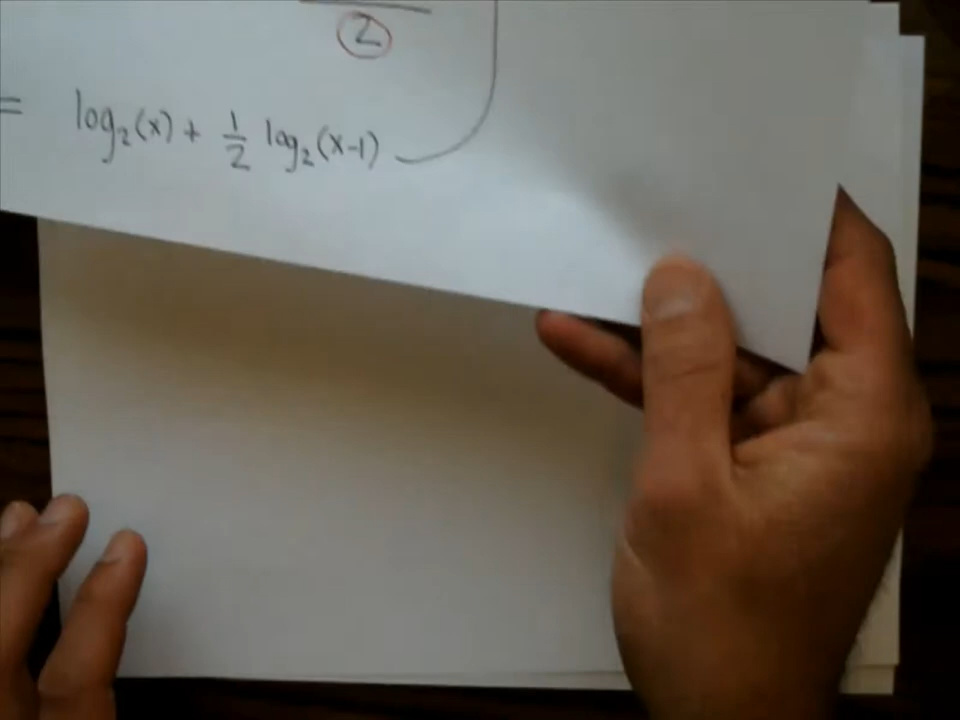 2
= log₂(x) + 1/2 log₂(x-1)